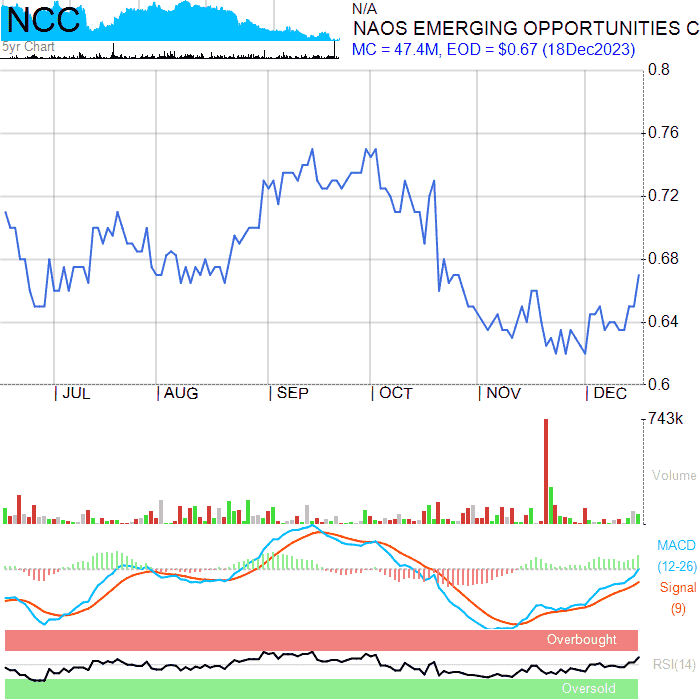 NCC
5yr Chart
N/A
NAOS EMERGING OPPORTUNITIES C
MC = 47.4M, EOD = $0.67 (18Dec2023)
0.8
0.76
0.72
0.68
0.64
0.6
JUL AUG SEP OCT NOV DEC
743k
Volume
MACD
(12-26)
Signal
(9)
Overbought
RSI(14)
Oversold